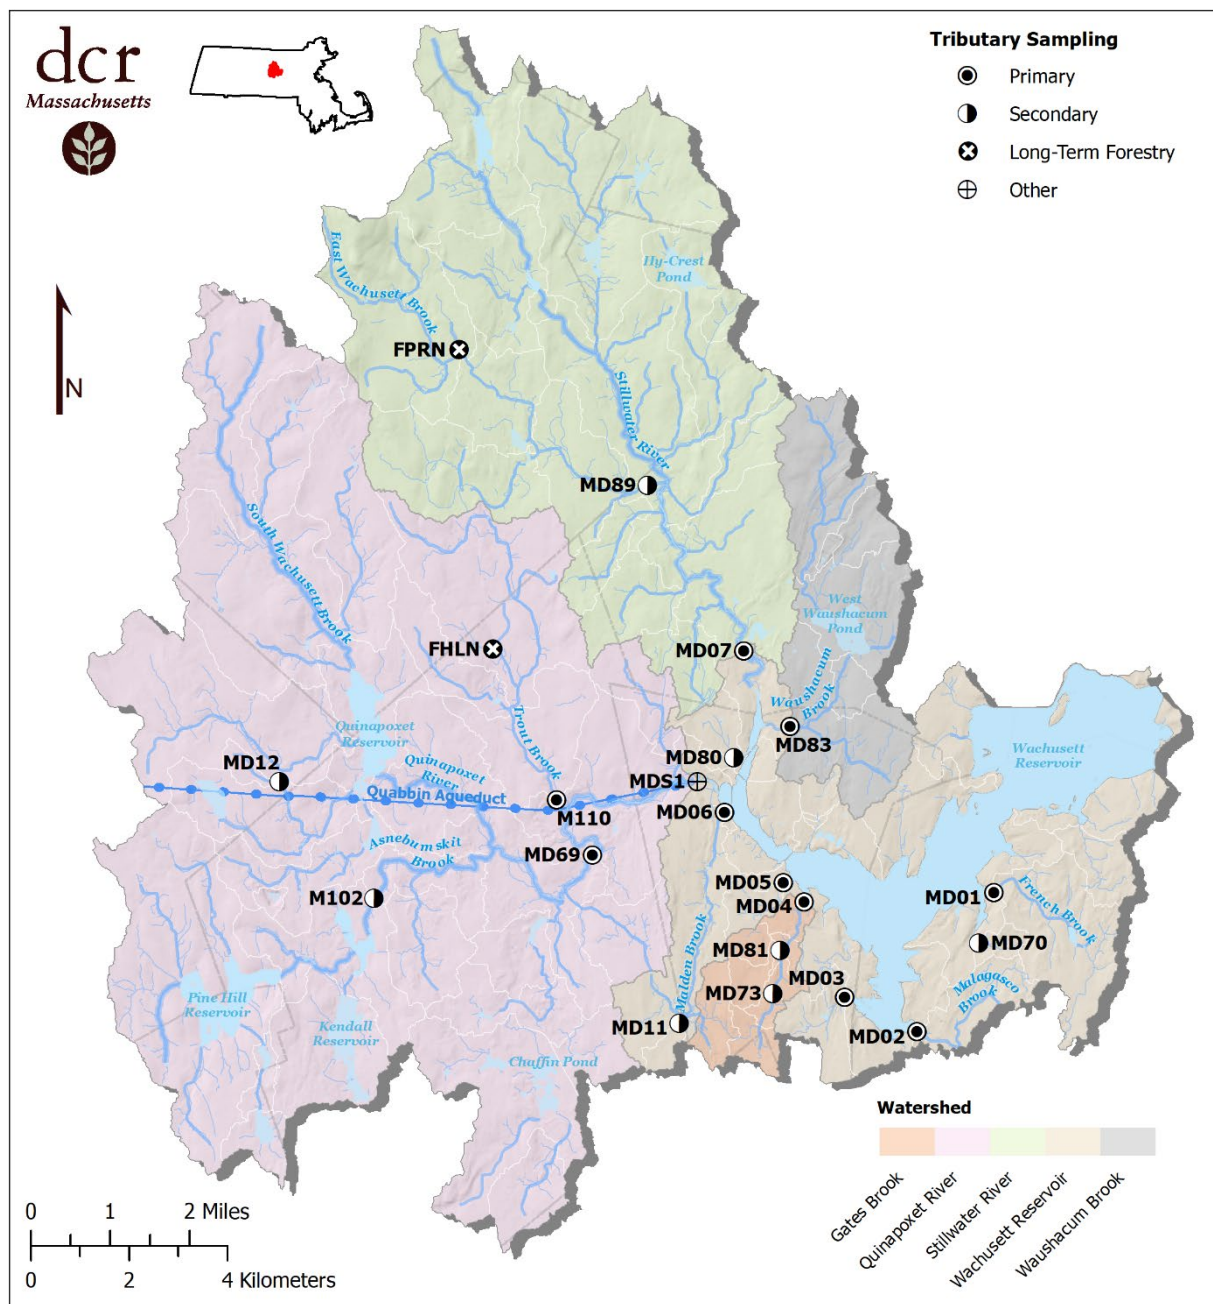 dcr
Massachusetts
Tributary Sampling
Primary
Secondary
Long-Term Forestry
Other
N
East Wachusett Brook
Hy-Crest
Pond
FPRN
Stillwater River
MD89
South Wachusett Brook
West
Waushacum
Pond
FHLN
MD07
Trout Brook
Waushacum
Brook
MD83
Quinapoxet
Reservoir
Wachusett
Reservoir
MD12
MD80
MDS1
Quinapoxet
River
Quabbin Aqueduct
M110
MD06
Asnebumskit
Brook
MD69
MD05
MD04
M102
MD01
French Brook
MD70
MD81
Malden Brook
MD73
MD03
Malagasco
Brook
Pine Hill
Reservoir
Kendall
Reservoir
MD11
MD02
Chaffin Pond
Watershed
Gates Brook
Quinapoxet River
Stillwater River
Wachusett Reservoir
Waushacum Brook
0 1 2 Miles
0 2 4 Kilometers